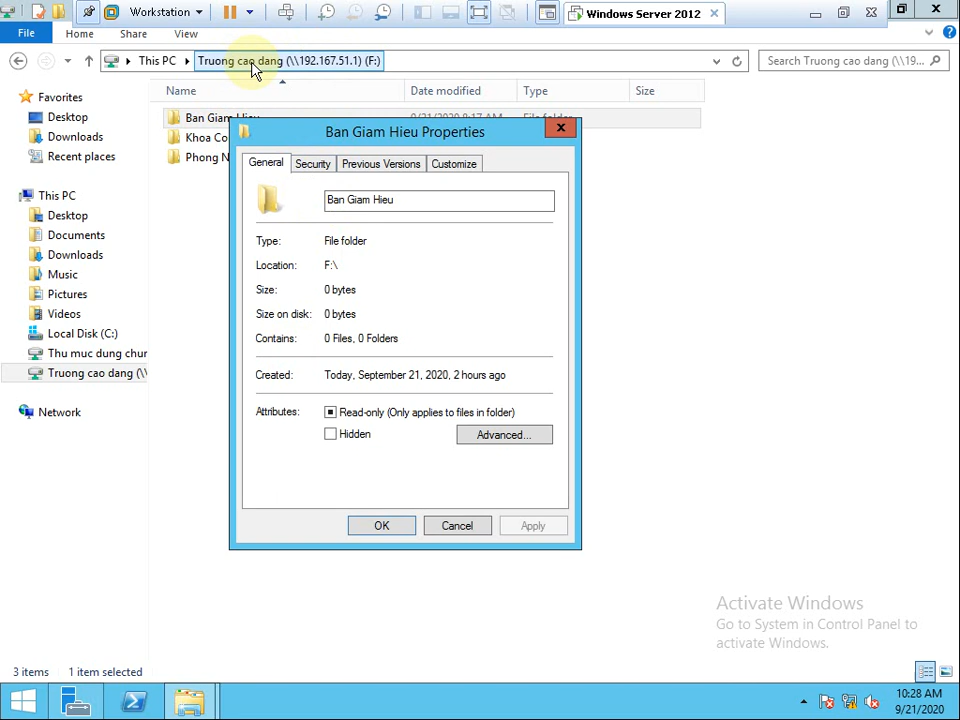 Workstation
Windows Server 2012
File Home Share View
This PC Truong cao dang (\\192.167.51.1) (F:)
Search Truong cao dang (\\19...
Name Date modified Type Size
Favorites
Desktop
Downloads
Recent places
This PC
Desktop
Documents
Downloads
Music
Pictures
Videos
Local Disk (C:)
Thu muc dung chun
Truong cao dang (\\
Network
Ban Giam Hieu
Khoa Co
Phong N
Ban Giam Hieu Properties
General Security Previous Versions Customize
Ban Giam Hieu
Type: File folder
Location: F:\
Size: 0 bytes
Size on disk: 0 bytes
Contains: 0 Files, 0 Folders
Created: Today, September 21, 2020, 2 hours ago
Attributes: Read-only (Only applies to files in folder)
Hidden Advanced...
OK Cancel Apply
Activate Windows
Go to System in Control Panel to
activate Windows.
3 items 1 item selected
10:28 AM
9/21/2020